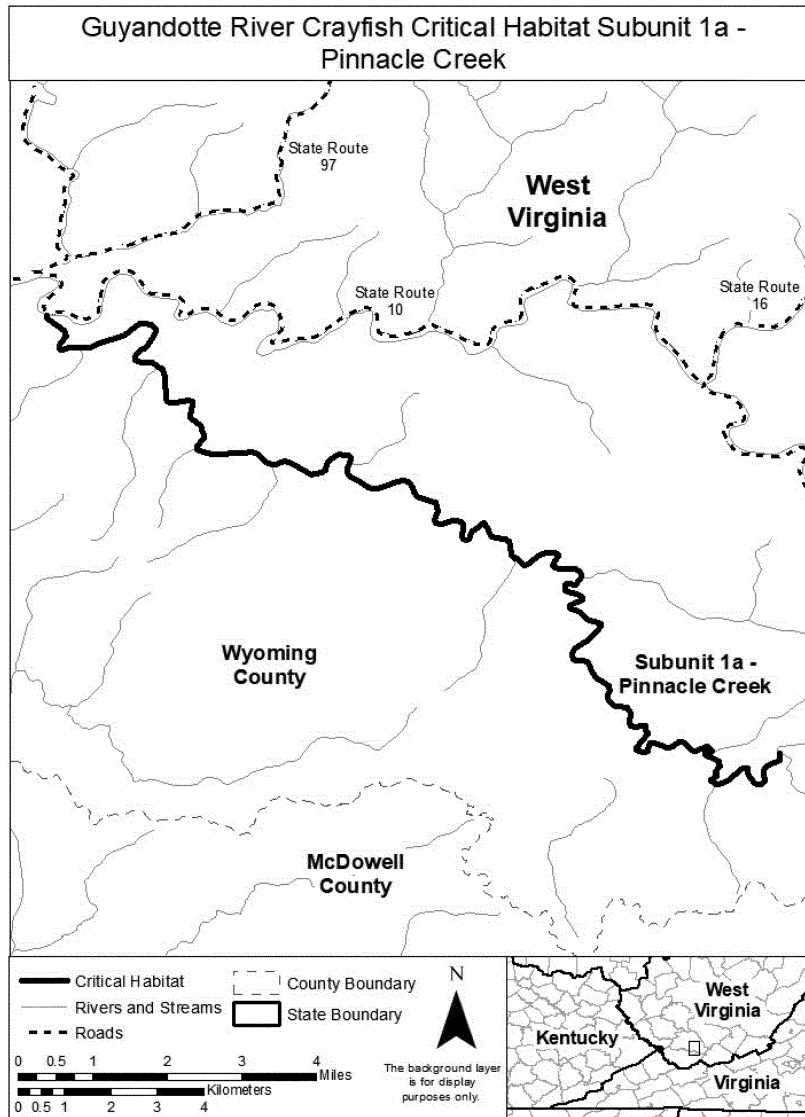 Guyandotte River Crayfish Critical Habitat Subunit 1a -
Pinnacle Creek
State Route
97
West
Virginia
State Route
10
State Route
16
Wyoming
County
Subunit 1a -
Pinnacle Creek
McDowell
County
Critical Habitat
Rivers and Streams
Roads
County Boundary
State Boundary
0 0.5 1 2 3 4
Miles
Kilometers
0 0.5 1 2 3 4
N
The background layer
is for display
purposes only.
West
Virginia
Kentucky
Virginia